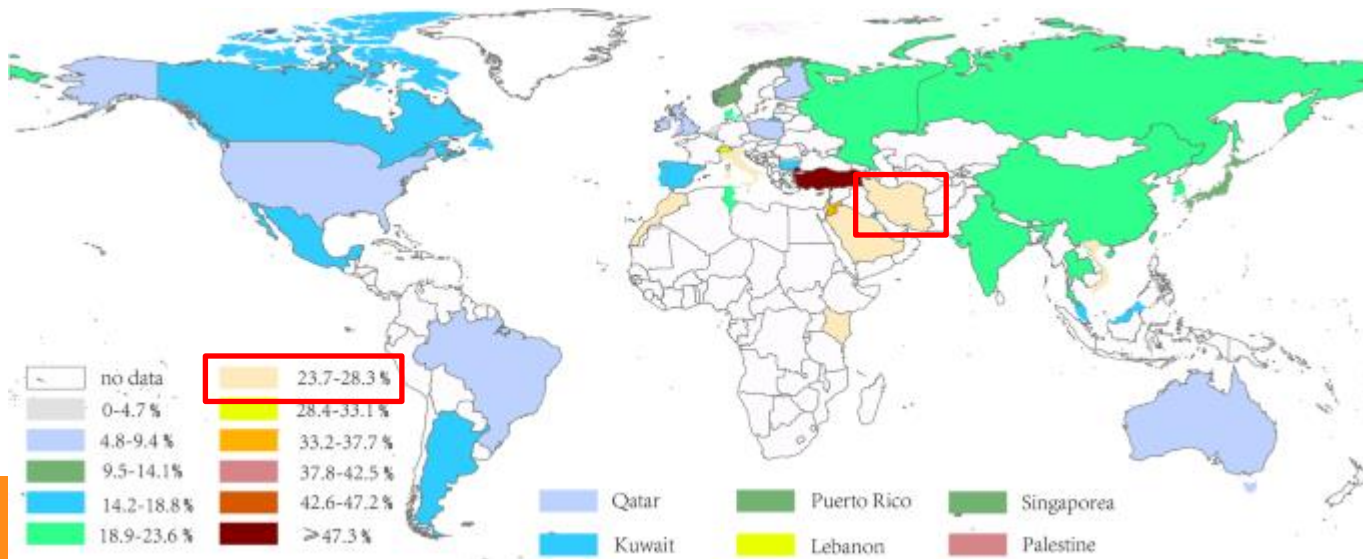 no data
0-4.7%
4.8-9.4%
9.5-14.1%
14.2-18.8%
18.9-23.6%
23.7-28.3%
28.4-33.1%
33.2-37.7%
37.8-42.5%
42.6-47.2%
≥47.3%
Qatar
Kuwait
Puerto Rico
Lebanon
Singaporea
Palestine